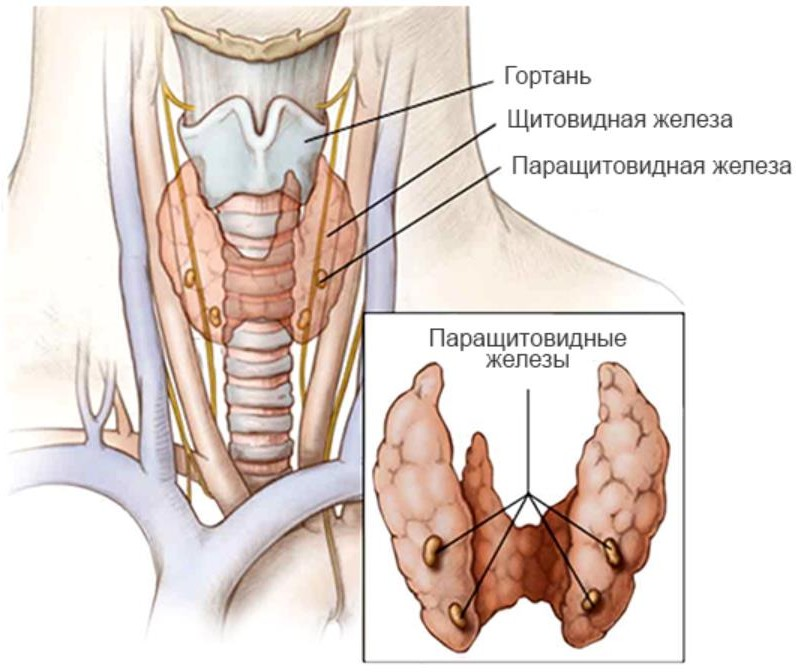 Гортань
Щитовидная железа
Паращитовидная железа
Паращитовидные
железы